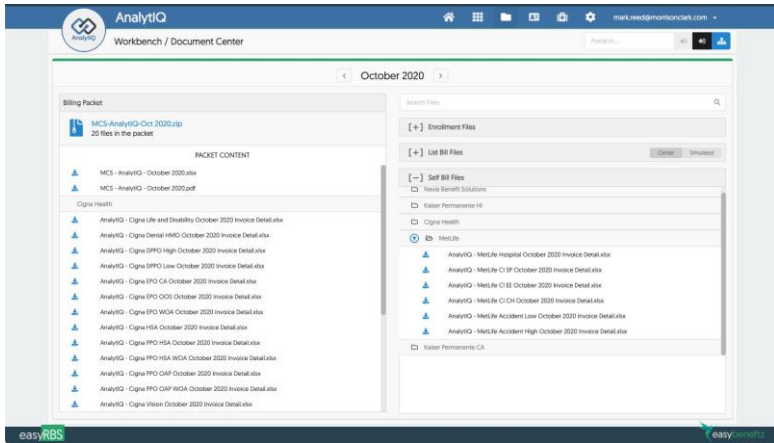 AnalytIQ
mark.reed@morrisonclark.com
AnalytIQ
Workbench / Document Center
Portal in...
October 2020
Billing Packet
MCS-AnalytIQ-Oct 2020.zip
20 files in the packet
PACKET CONTENT
MCS - AnalytIQ - October 2020.xlsx
MCS - AnalytIQ - October 2020.pdf
Cigna Health
AnalytIQ - Cigna Life and Disability October 2020 Invoice Detail.xlsx
AnalytIQ - Cigna Dental HMO October 2020 Invoice Detail.xlsx
AnalytIQ - Cigna DPPO High October 2020 Invoice Detail.xlsx
AnalytIQ - Cigna DPPO Low October 2020 Invoice Detail.xlsx
AnalytIQ - Cigna EPO CA October 2020 Invoice Detail.xlsx
AnalytIQ - Cigna EPO OOS October 2020 Invoice Detail.xlsx
AnalytIQ - Cigna EPO WOA October 2020 Invoice Detail.xlsx
AnalytIQ - Cigna HSA October 2020 Invoice Detail.xlsx
AnalytIQ - Cigna PPO HSA October 2020 Invoice Detail.xlsx
AnalytIQ - Cigna PPO HSA WOA October 2020 Invoice Detail.xlsx
AnalytIQ - Cigna PPO OAP October 2020 Invoice Detail.xlsx
AnalytIQ - Cigna PPO OAP WOA October 2020 Invoice Detail.xlsx
AnalytIQ - Cigna Vision October 2020 Invoice Detail.xlsx
Search Files
[+] Enrollment Files
[+] List Bill Files
Carrier Simulated
[-] Self Bill Files
Navia Benefit Solutions
Kaiser Permanente HI
Cigna Health
MetLife
AnalytIQ - MetLife Hospital October 2020 Invoice Detail.xlsx
AnalytIQ - MetLife CI SP October 2020 Invoice Detail.xlsx
AnalytIQ - MetLife CI EE October 2020 Invoice Detail.xlsx
AnalytIQ - MetLife CI CH October 2020 Invoice Detail.xlsx
AnalytIQ - MetLife Accident Low October 2020 Invoice Detail.xlsx
AnalytIQ - MetLife Accident High October 2020 Invoice Detail.xlsx
Kaiser Permanente CA
easyRBS
easybenefitz